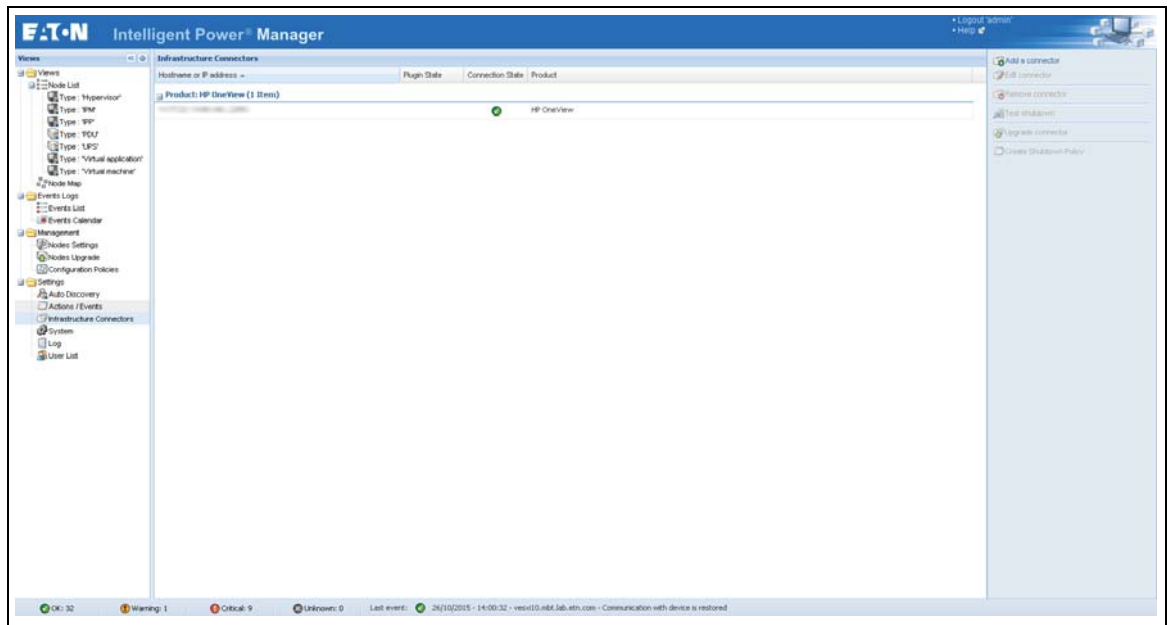 EATON Intelligent Power® Manager
Logout 'admin'
Help
Views
Views
Node List
Type : 'Hypervisor'
Type : 'IPM'
Type : 'IPP'
Type : 'PDU'
Type : 'UPS'
Type : 'Virtual application'
Type : 'Virtual machine'
Node Map
Events Logs
Events List
Events Calendar
Management
Nodes Settings
Nodes Upgrade
Configuration Policies
Settings
Auto Discovery
Actions / Events
Infrastructure Connectors
System
Log
User List
Infrastructure Connectors
Hostname or IP address Plugin State Connection State Product
Product: HP OneView (1 Item)
HP OneView
Add a connector
Edit connector
Remove connector
Test shutdown
Upgrade connector
Create Shutdown Policy
OK: 32 Warning: 1 Critical: 9 Unknown: 0 Last event: 26/10/2015 - 14:00:32 - vesxi10.mbt.lab.etn.com - Communication with device is restored